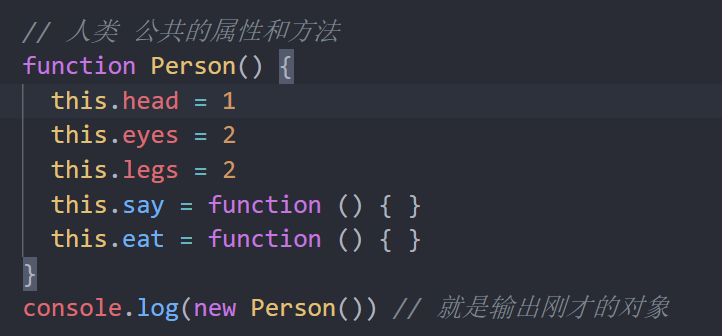 // 人类 公共的属性和方法
function Person() {
  this.head = 1
  this.eyes = 2
  this.legs = 2
  this.say = function () { }
  this.eat = function () { }
}
console.log(new Person()) // 就是输出刚才的对象